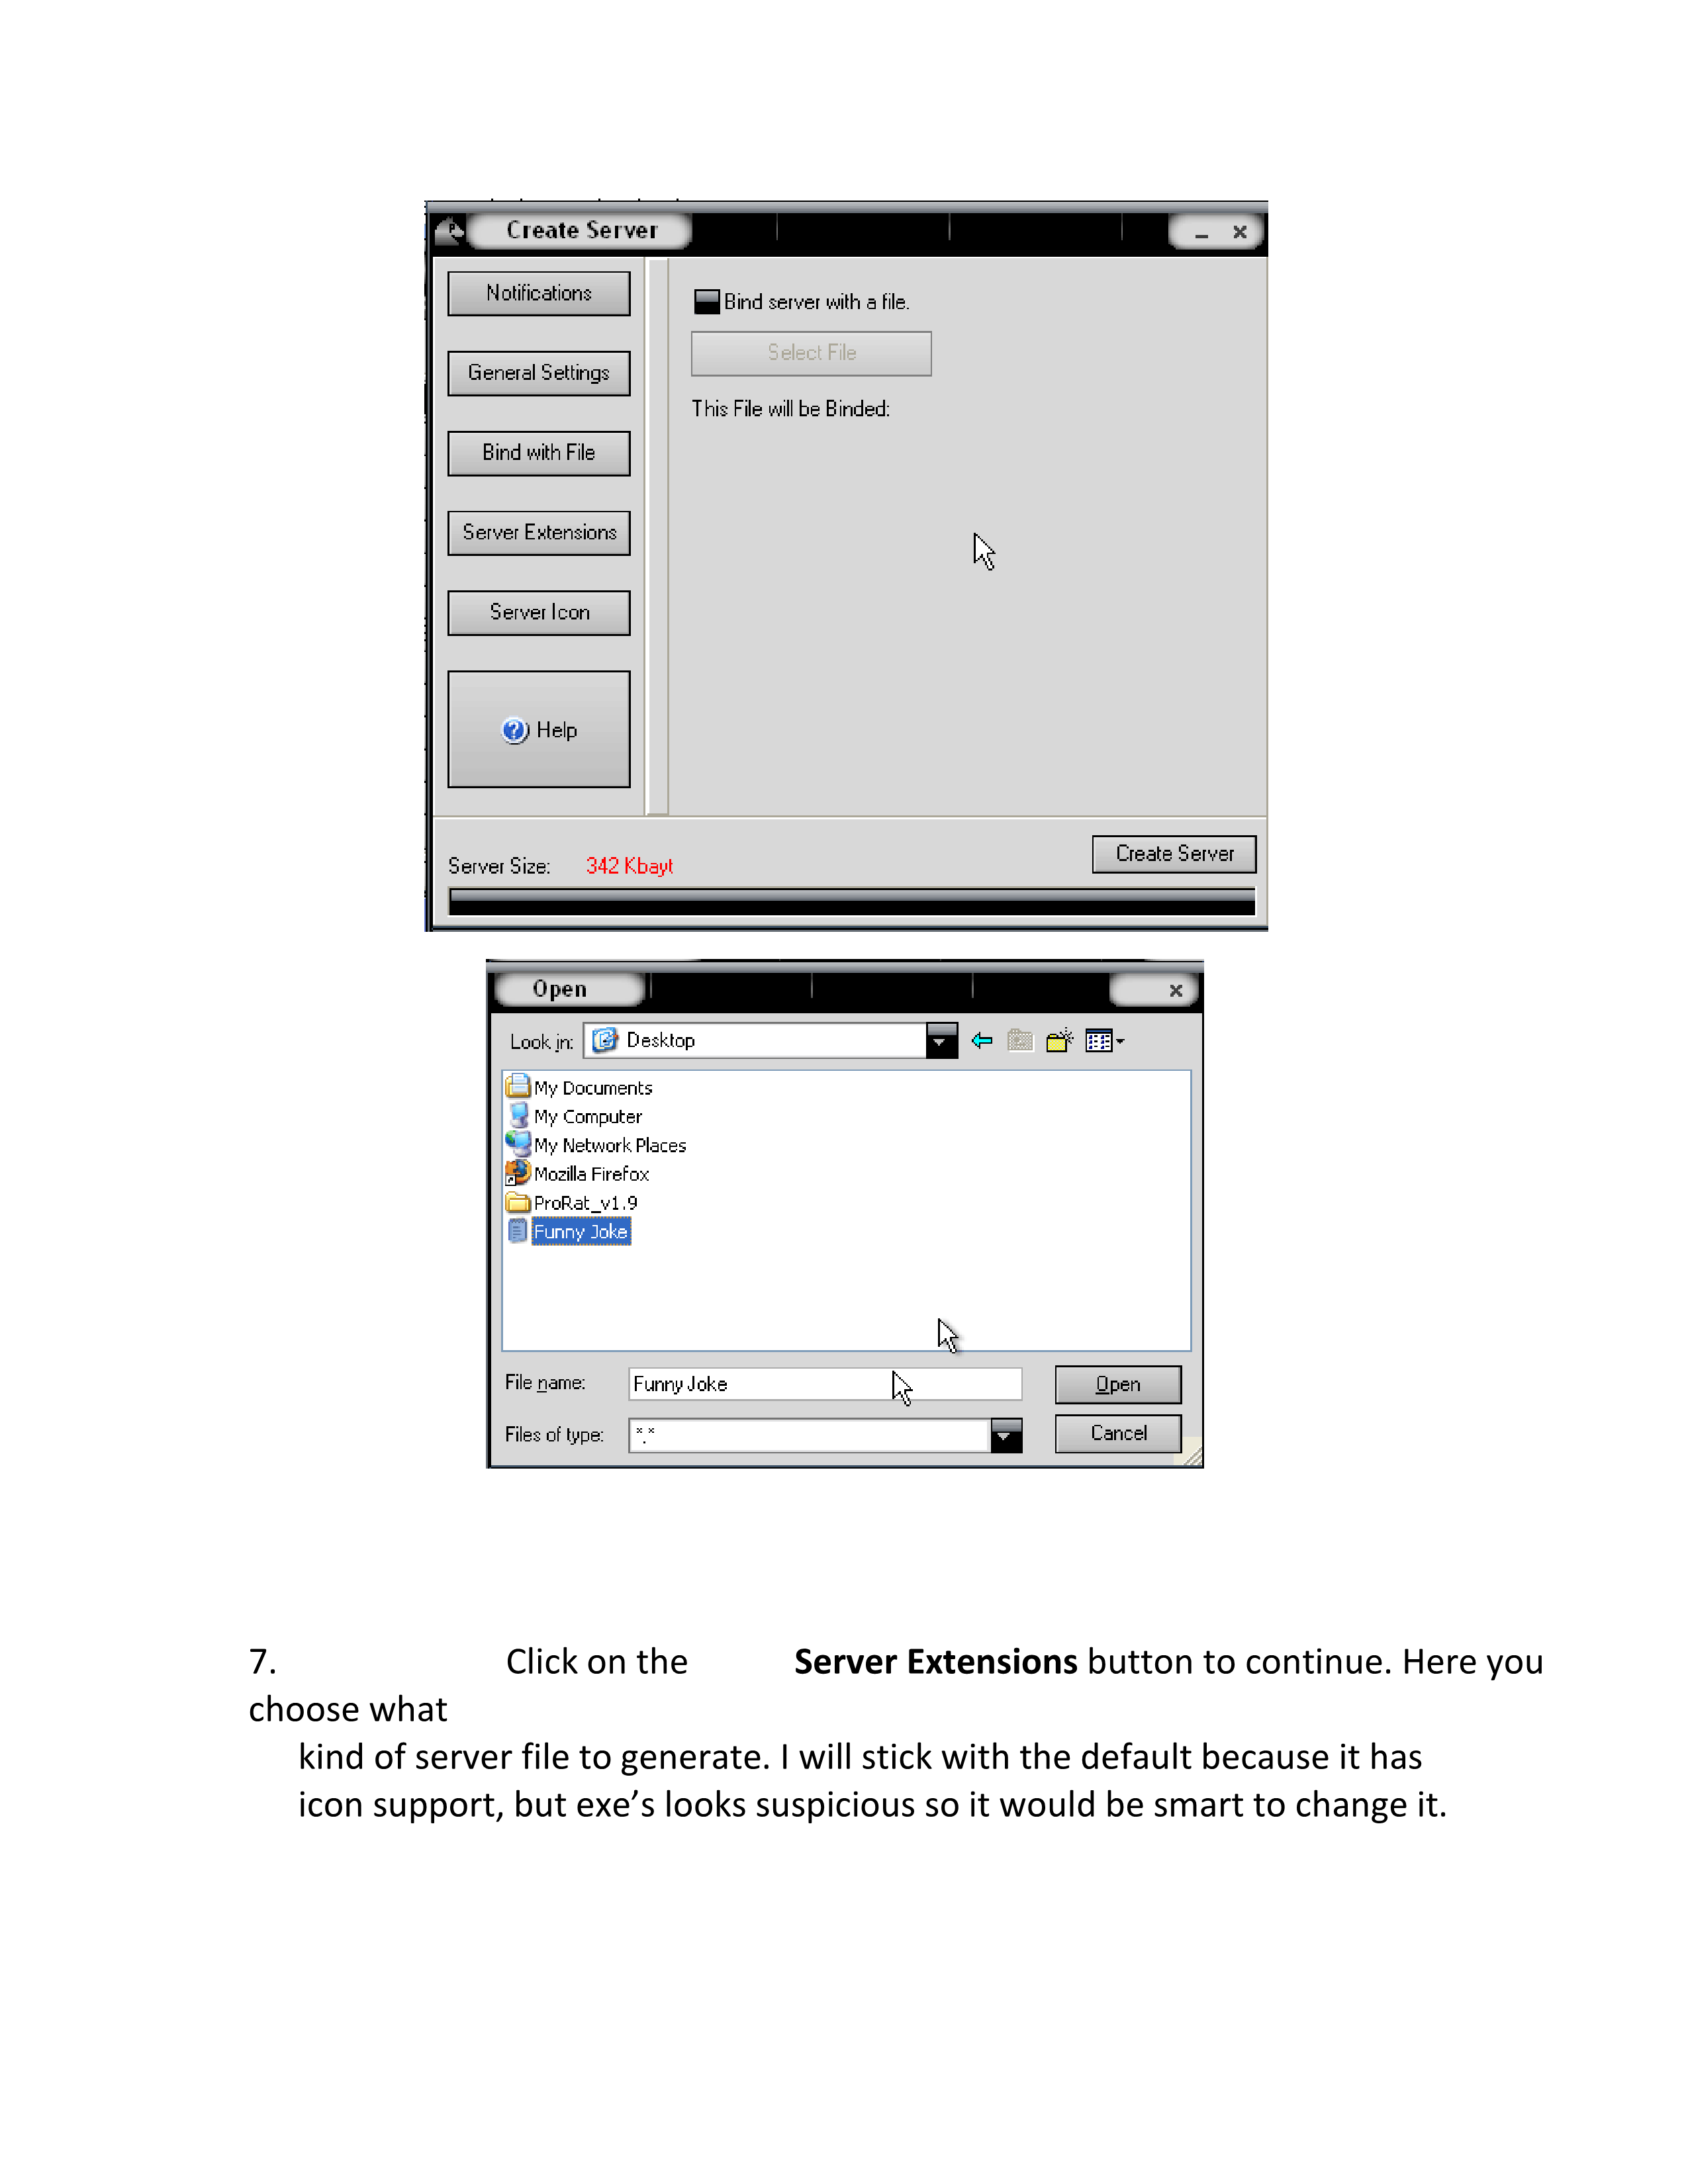 Create Server
Notifications
General Settings
Bind with File
Server Extensions
Server Icon
Help
Bind server with a file.
Select File
This File will be Binded:
Server Size: 342 Kbayt
Create Server
Open
Look in: Desktop
My Documents
My Computer
My Network Places
Mozilla Firefox
ProRat_v1.9
Funny Joke
File name: Funny Joke
Open
Files of type: *.*
Cancel
7. Click on the Server Extensions button to continue. Here you
choose what
kind of server file to generate. I will stick with the default because it has
icon support, but exe’s looks suspicious so it would be smart to change it.